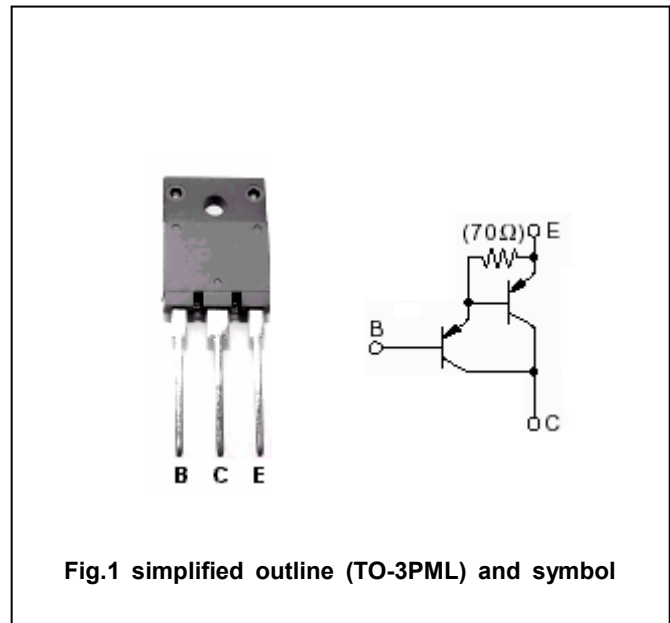 (70Ω)
E
B
C
B C E
Fig.1 simplified outline (TO-3PML) and symbol